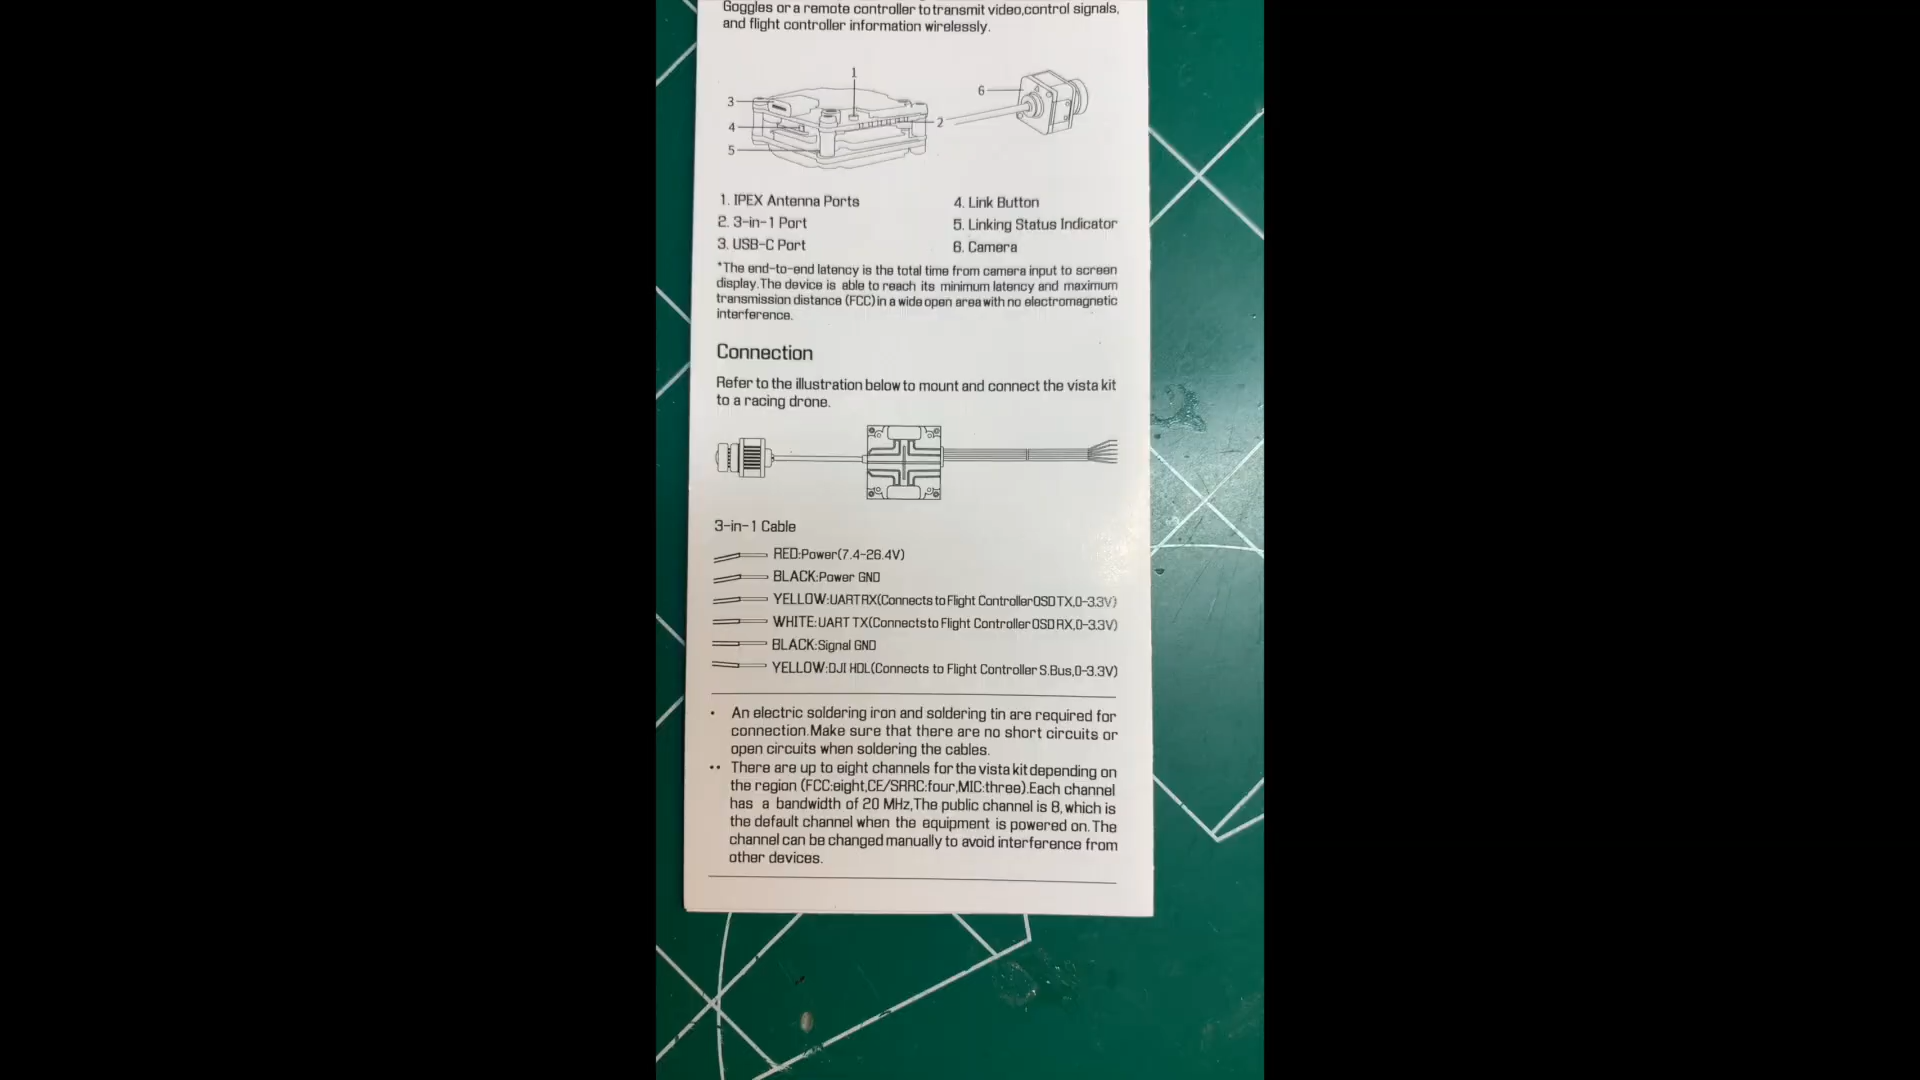 Goggles or a remote controller to transmit video,control signals,
and flight controller information wirelessly.
1
3
6
4
2
5
1. IPEX Antenna Ports
2. 3-in-1 Port
3. USB-C Port
4. Link Button
5. Linking Status Indicator
6. Camera
*The end-to-end latency is the total time from camera input to screen
display.The device is able to reach its minimum latency and maximum
transmission distance (FCC)in a wide open area with no electromagnetic
interference.
Connection
Refer to the illustration below to mount and connect the vista kit
to a racing drone.
3-in-1 Cable
RED:Power(7.4-26.4V)
BLACK:Power GND
YELLOW:UART RX(Connects to Flight Controller OSD TX,0-3.3V)
WHITE:UART TX(Connects to Flight Controller OSD RX,0-3.3V)
BLACK:Signal GND
YELLOW:DJI HDL(Connects to Flight Controller S.Bus,0-3.3V)
• An electric soldering iron and soldering tin are required for
connection.Make sure that there are no short circuits or
open circuits when soldering the cables.
•• There are up to eight channels for the vista kit depending on
the region (FCC:eight,CE/SRRC:four,MIC:three).Each channel
has a bandwidth of 20 MHz,The public channel is 8, which is
the default channel when the equipment is powered on.The
channel can be changed manually to avoid interference from
other devices.